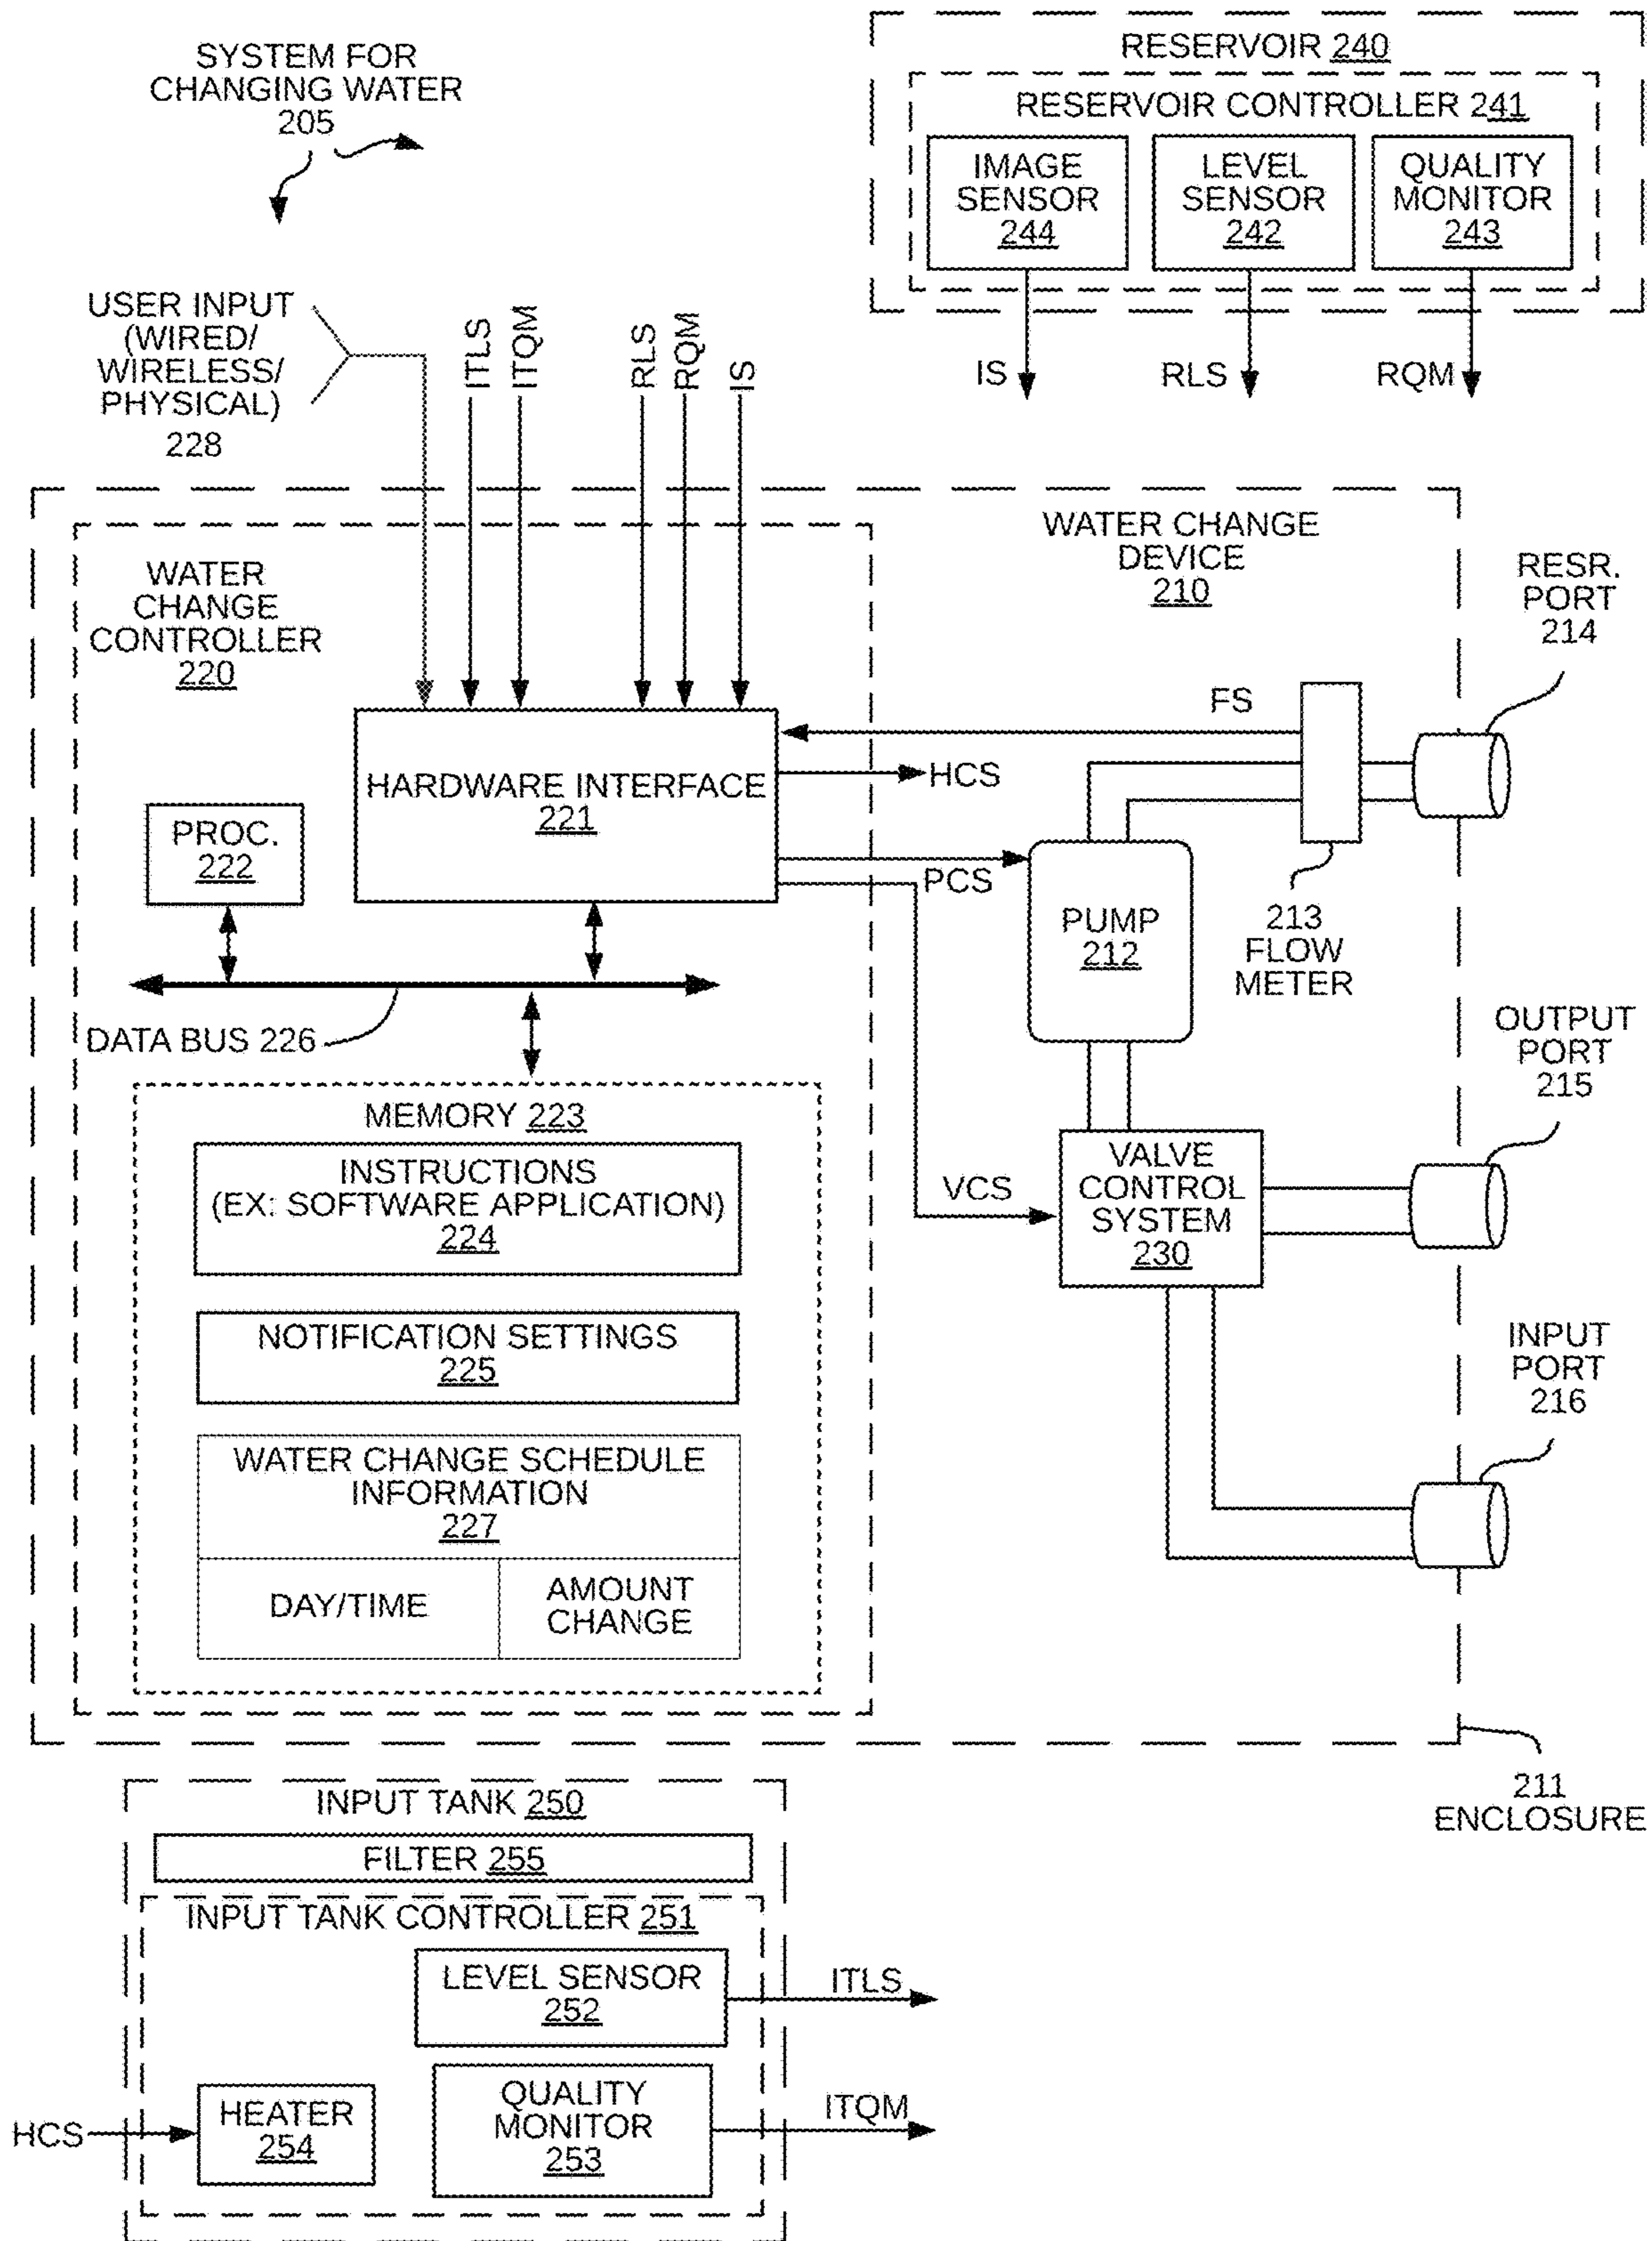 SYSTEM FOR
CHANGING WATER
205
RESERVOIR 240
RESERVOIR CONTROLLER 241
IMAGE
SENSOR
244
LEVEL
SENSOR
242
QUALITY
MONITOR
243
IS
RLS
RQM
USER INPUT
(WIRED/
WIRELESS/
PHYSICAL)
228
ITLS
ITQM
RLS
RQM
IS
WATER CHANGE
DEVICE
210
WATER
CHANGE
CONTROLLER
220
RESR.
PORT
214
FS
HARDWARE INTERFACE
221
HCS
PROC.
222
PCS
PUMP
212
213
FLOW
METER
DATA BUS 226
OUTPUT
PORT
215
MEMORY 223
INSTRUCTIONS
(EX: SOFTWARE APPLICATION)
224
VCS
VALVE
CONTROL
SYSTEM
230
NOTIFICATION SETTINGS
225
INPUT
PORT
216
WATER CHANGE SCHEDULE
INFORMATION
227
DAY/TIME
AMOUNT
CHANGE
211
ENCLOSURE
INPUT TANK 250
FILTER 255
INPUT TANK CONTROLLER 251
LEVEL SENSOR
252
ITLS
HCS
HEATER
254
QUALITY
MONITOR
253
ITQM